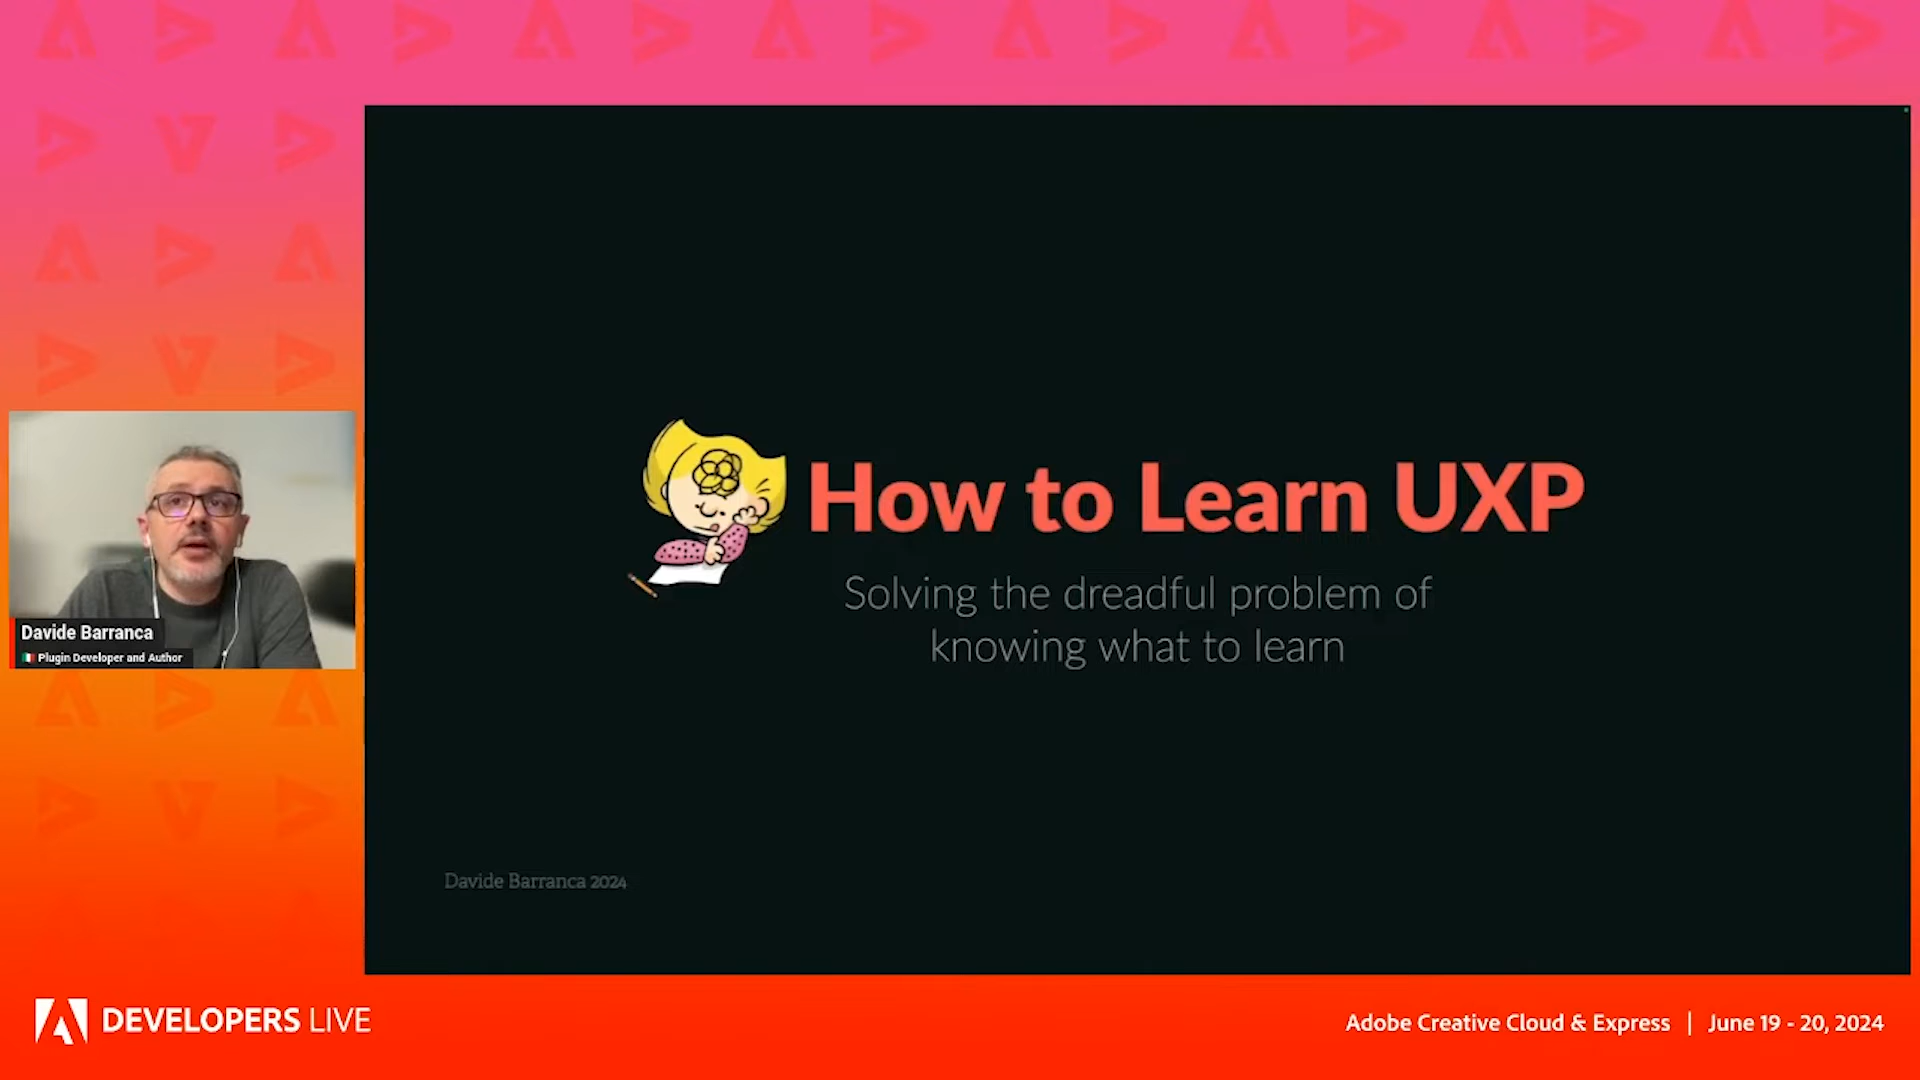 How to Learn UXP
Solving the dreadful problem of
knowing what to learn
Davide Barranca
Plugin Developer and Author
Davide Barranca 2024
DEVELOPERS LIVE
Adobe Creative Cloud & Express | June 19 - 20, 2024